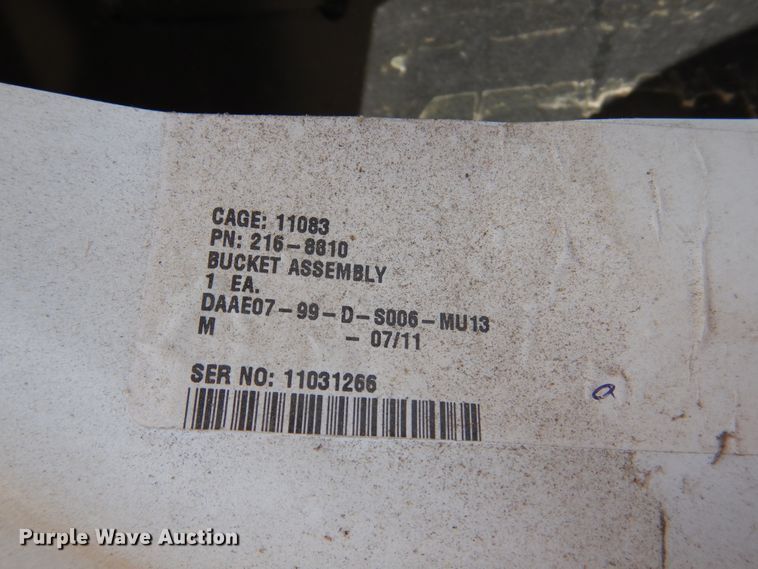 CAGE: 11083
PN: 216-8810
BUCKET ASSEMBLY
1 EA.
DAAE07-99-D-S006-MU13
M - 07/11
SER NO: 11031266
Purple Wave Auction